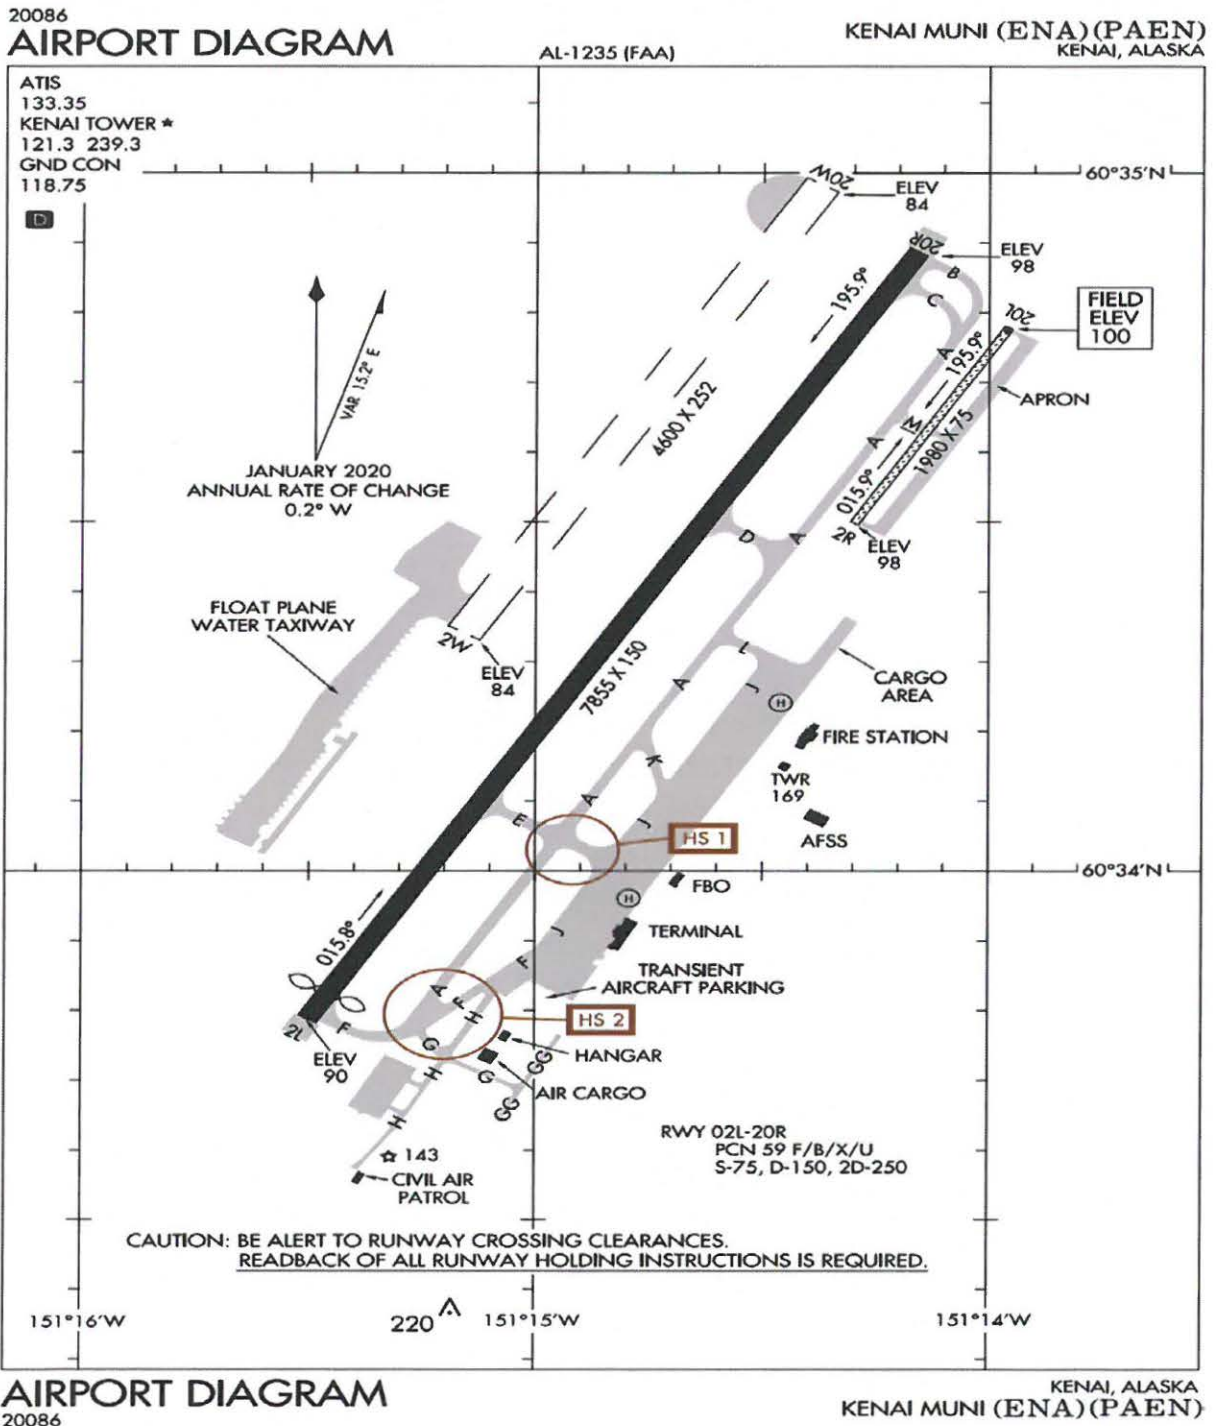 20086
AIRPORT DIAGRAM
AL-1235 (FAA)
KENAI MUNI (ENA)(PAEN)
KENAI, ALASKA
ATIS
133.35
KENAI TOWER ★
121.3 239.3
GND CON
118.75
D
60°35'N
20W
ELEV
84
20R
ELEV
98
B
C
195.9°
20L
FIELD
ELEV
100
A
195.9°
APRON
VAR 15.2° E
4600 X 252
A
W
1980 X 75
015.9°
JANUARY 2020
ANNUAL RATE OF CHANGE
0.2° W
D
A
2R
ELEV
98
FLOAT PLANE
WATER TAXIWAY
2W
ELEV
84
7855 X 150
L
A
J
H
CARGO
AREA
FIRE STATION
K
TWR
169
A
E
J
HS 1
AFSS
60°34'N
FBO
H
015.8°
J
TERMINAL
F
TRANSIENT
AIRCRAFT PARKING
A
F
H
HS 2
2L
F
G
HANGAR
ELEV
90
H
G
GG
AIR CARGO
GG
H
RWY 02L-20R
PCN 59 F/B/X/U
S-75, D-150, 2D-250
143
CIVIL AIR
PATROL
CAUTION: BE ALERT TO RUNWAY CROSSING CLEARANCES.
READBACK OF ALL RUNWAY HOLDING INSTRUCTIONS IS REQUIRED.
151°16'W
220
151°15'W
151°14'W
AIRPORT DIAGRAM
20086
KENAI, ALASKA
KENAI MUNI (ENA)(PAEN)